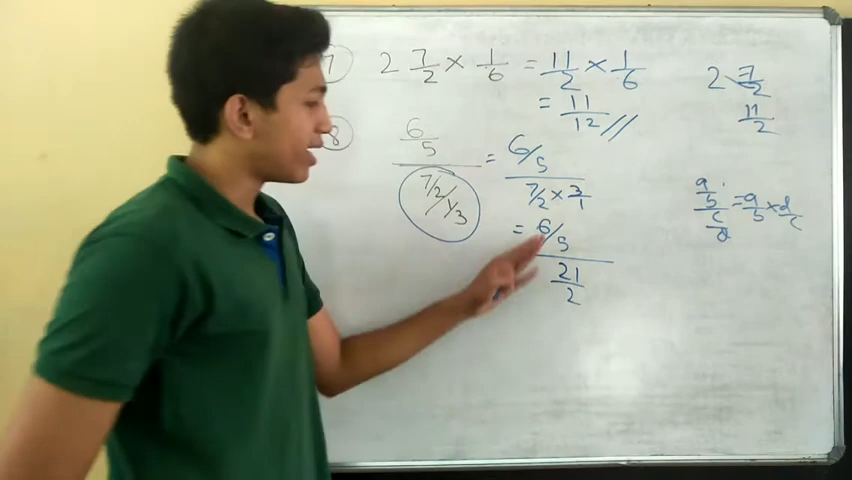 7 2 7/2 × 1/6 = 11/2 × 1/6
= 11/12 //
8 6/5 / (7/2 / 1/3) = 6/5 / (7/2 × 3/1)
= 6/5 / (21/2)
2 7/2
11/2
a/b / c/d = a/b × d/c